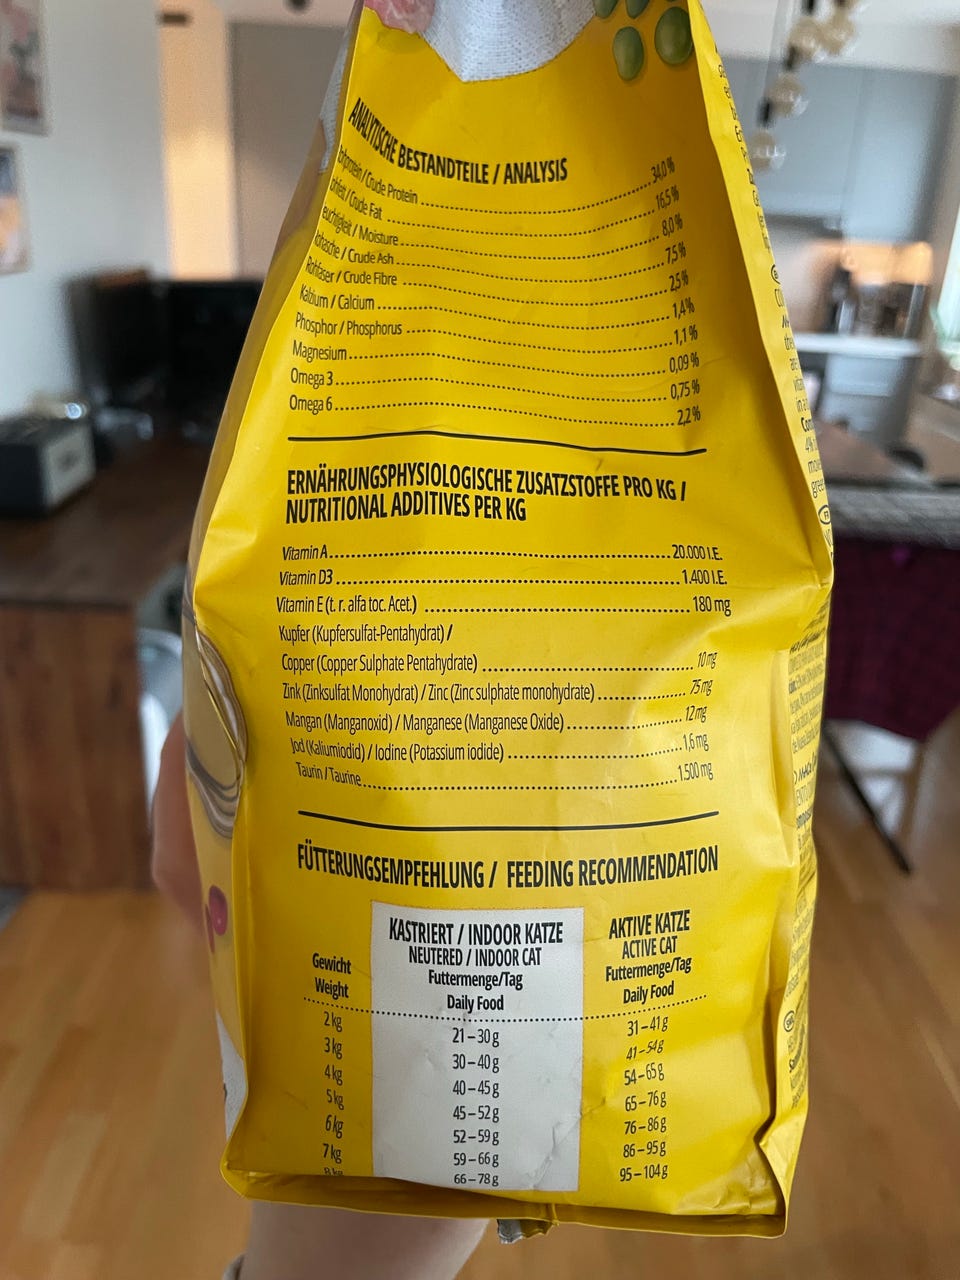 ANALYTISCHE BESTANDTEILE / ANALYSIS
/ Crude Protein 34,0 %
/ Crude Fat 16,5 %
/ Moisture 8,0 %
/ Crude Ash 7,5 %
Rohfaser / Crude Fibre 2,5 %
Kalzium / Calcium 1,4 %
Phosphor / Phosphorus 1,1 %
Magnesium 0,09 %
Omega 3 0,75 %
Omega 6 2,2 %
ERNÄHRUNGSPHYSIOLOGISCHE ZUSATZSTOFFE PRO KG /
NUTRITIONAL ADDITIVES PER KG
Vitamin A 20.000 I.E.
Vitamin D3 1.400 I.E.
Vitamin E (t. r. alfa toc. Acet.) 180 mg
Kupfer (Kupfersulfat-Pentahydrat) /
Copper (Copper Sulphate Pentahydrate) 10 mg
Zink (Zinksulfat Monohydrat) / Zinc (Zinc sulphate monohydrate) 75 mg
Mangan (Manganoxid) / Manganese (Manganese Oxide) 12 mg
Jod (Kaliumiodid) / Iodine (Potassium iodide) 1,6 mg
Taurin / Taurine 1.500 mg
FÜTTERUNGSEMPFEHLUNG / FEEDING RECOMMENDATION
Gewicht
Weight
KASTRIERT / INDOOR KATZE
NEUTERED / INDOOR CAT
Futtermenge/Tag
Daily Food
AKTIVE KATZE
ACTIVE CAT
Futtermenge/Tag
Daily Food
2 kg 21 – 30 g 31 – 41 g
3 kg 30 – 40 g 41 – 54 g
4 kg 40 – 45 g 54 – 65 g
5 kg 45 – 52 g 65 – 76 g
6 kg 52 – 59 g 76 – 86 g
7 kg 59 – 66 g 86 – 95 g
8 kg 66 – 78 g 95 – 104 g